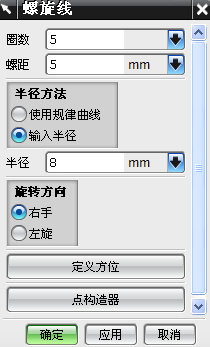 螺旋线
圈数 5
螺距 5 mm
半径方法
使用规律曲线
输入半径
半径 8 mm
旋转方向
右手
左旋
定义方位
点构造器
确定 应用 取消